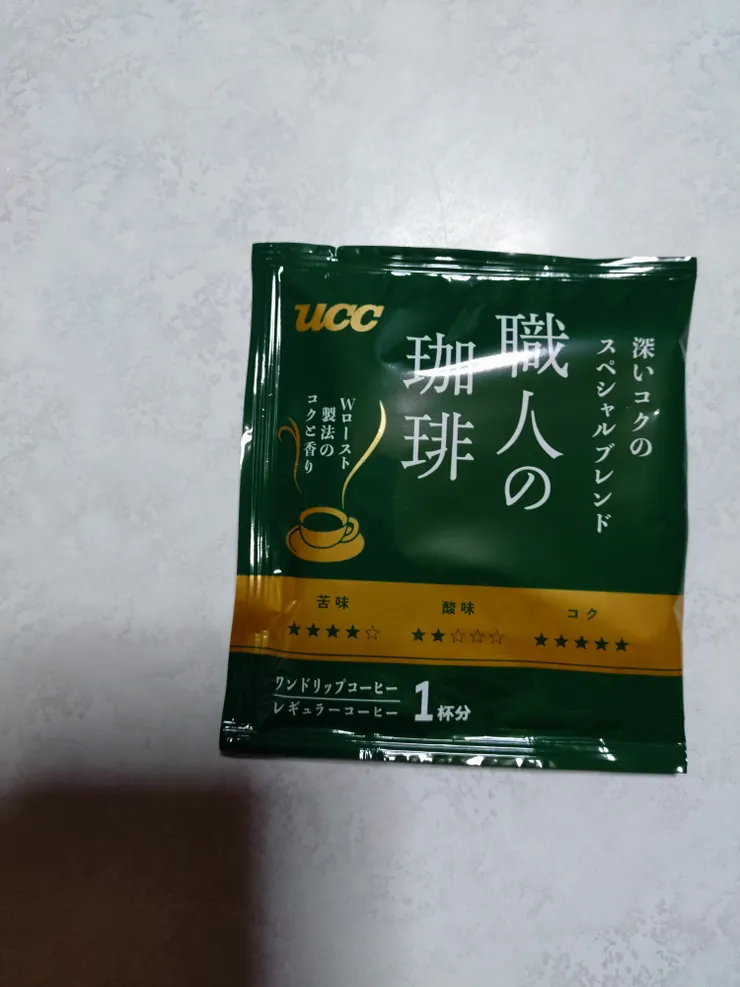 UCC
深いコクの
スペシャルブレンド
職人の
珈琲
Wロースト
製法の
コクと香り
苦味
★★★★☆
酸味
★★☆☆☆
コク
★★★★★
ワンドリップコーヒー
レギュラーコーヒー
1杯分